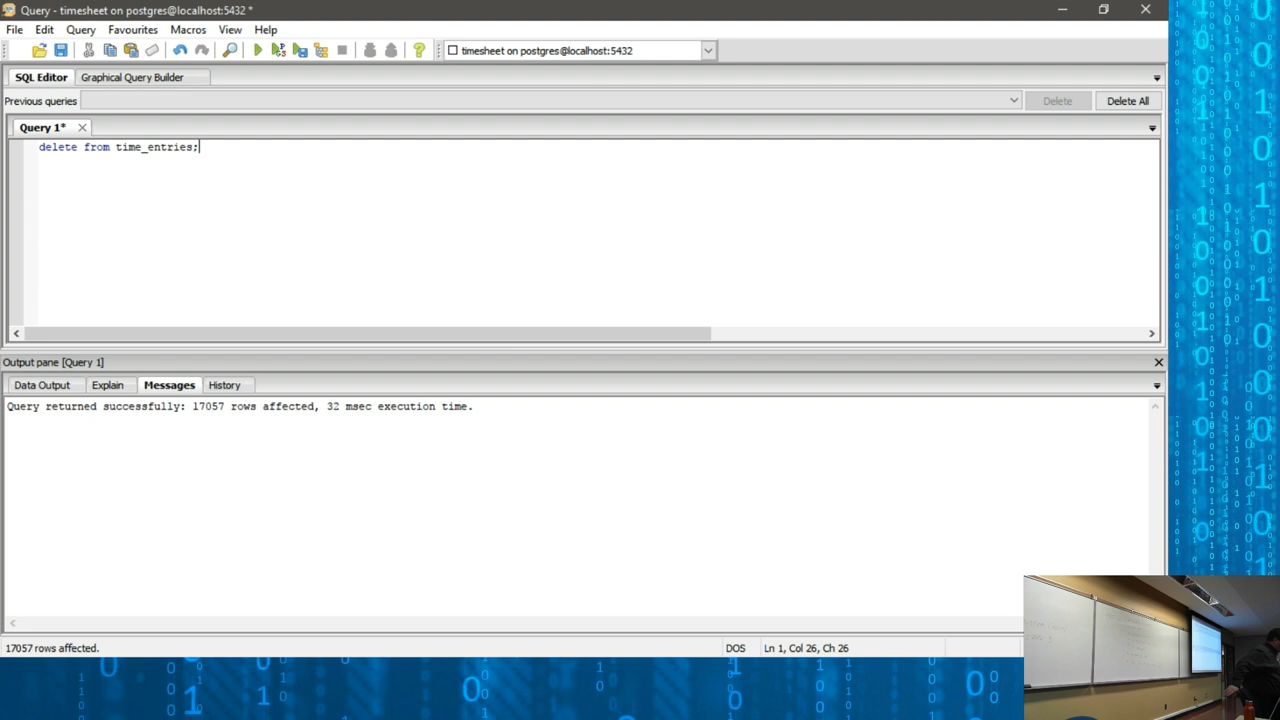 Query - timesheet on postgres@localhost:5432 *
File Edit Query Favourites Macros View Help
timesheet on postgres@localhost:5432
SQL Editor Graphical Query Builder
Previous queries Delete Delete All
Query 1*
delete from time_entries;
Output pane [Query 1]
Data Output Explain Messages History
Query returned successfully: 17057 rows affected, 32 msec execution time.
17057 rows affected. DOS Ln 1, Col 26, Ch 26